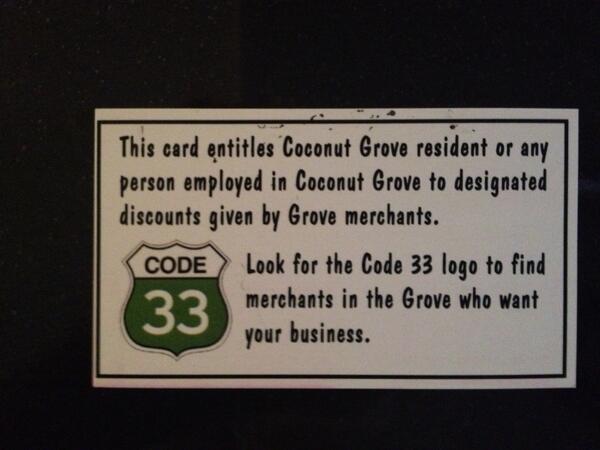 This card entitles Coconut Grove resident or any
person employed in Coconut Grove to designated
discounts given by Grove merchants.
CODE
33
Look for the Code 33 logo to find
merchants in the Grove who want
your business.